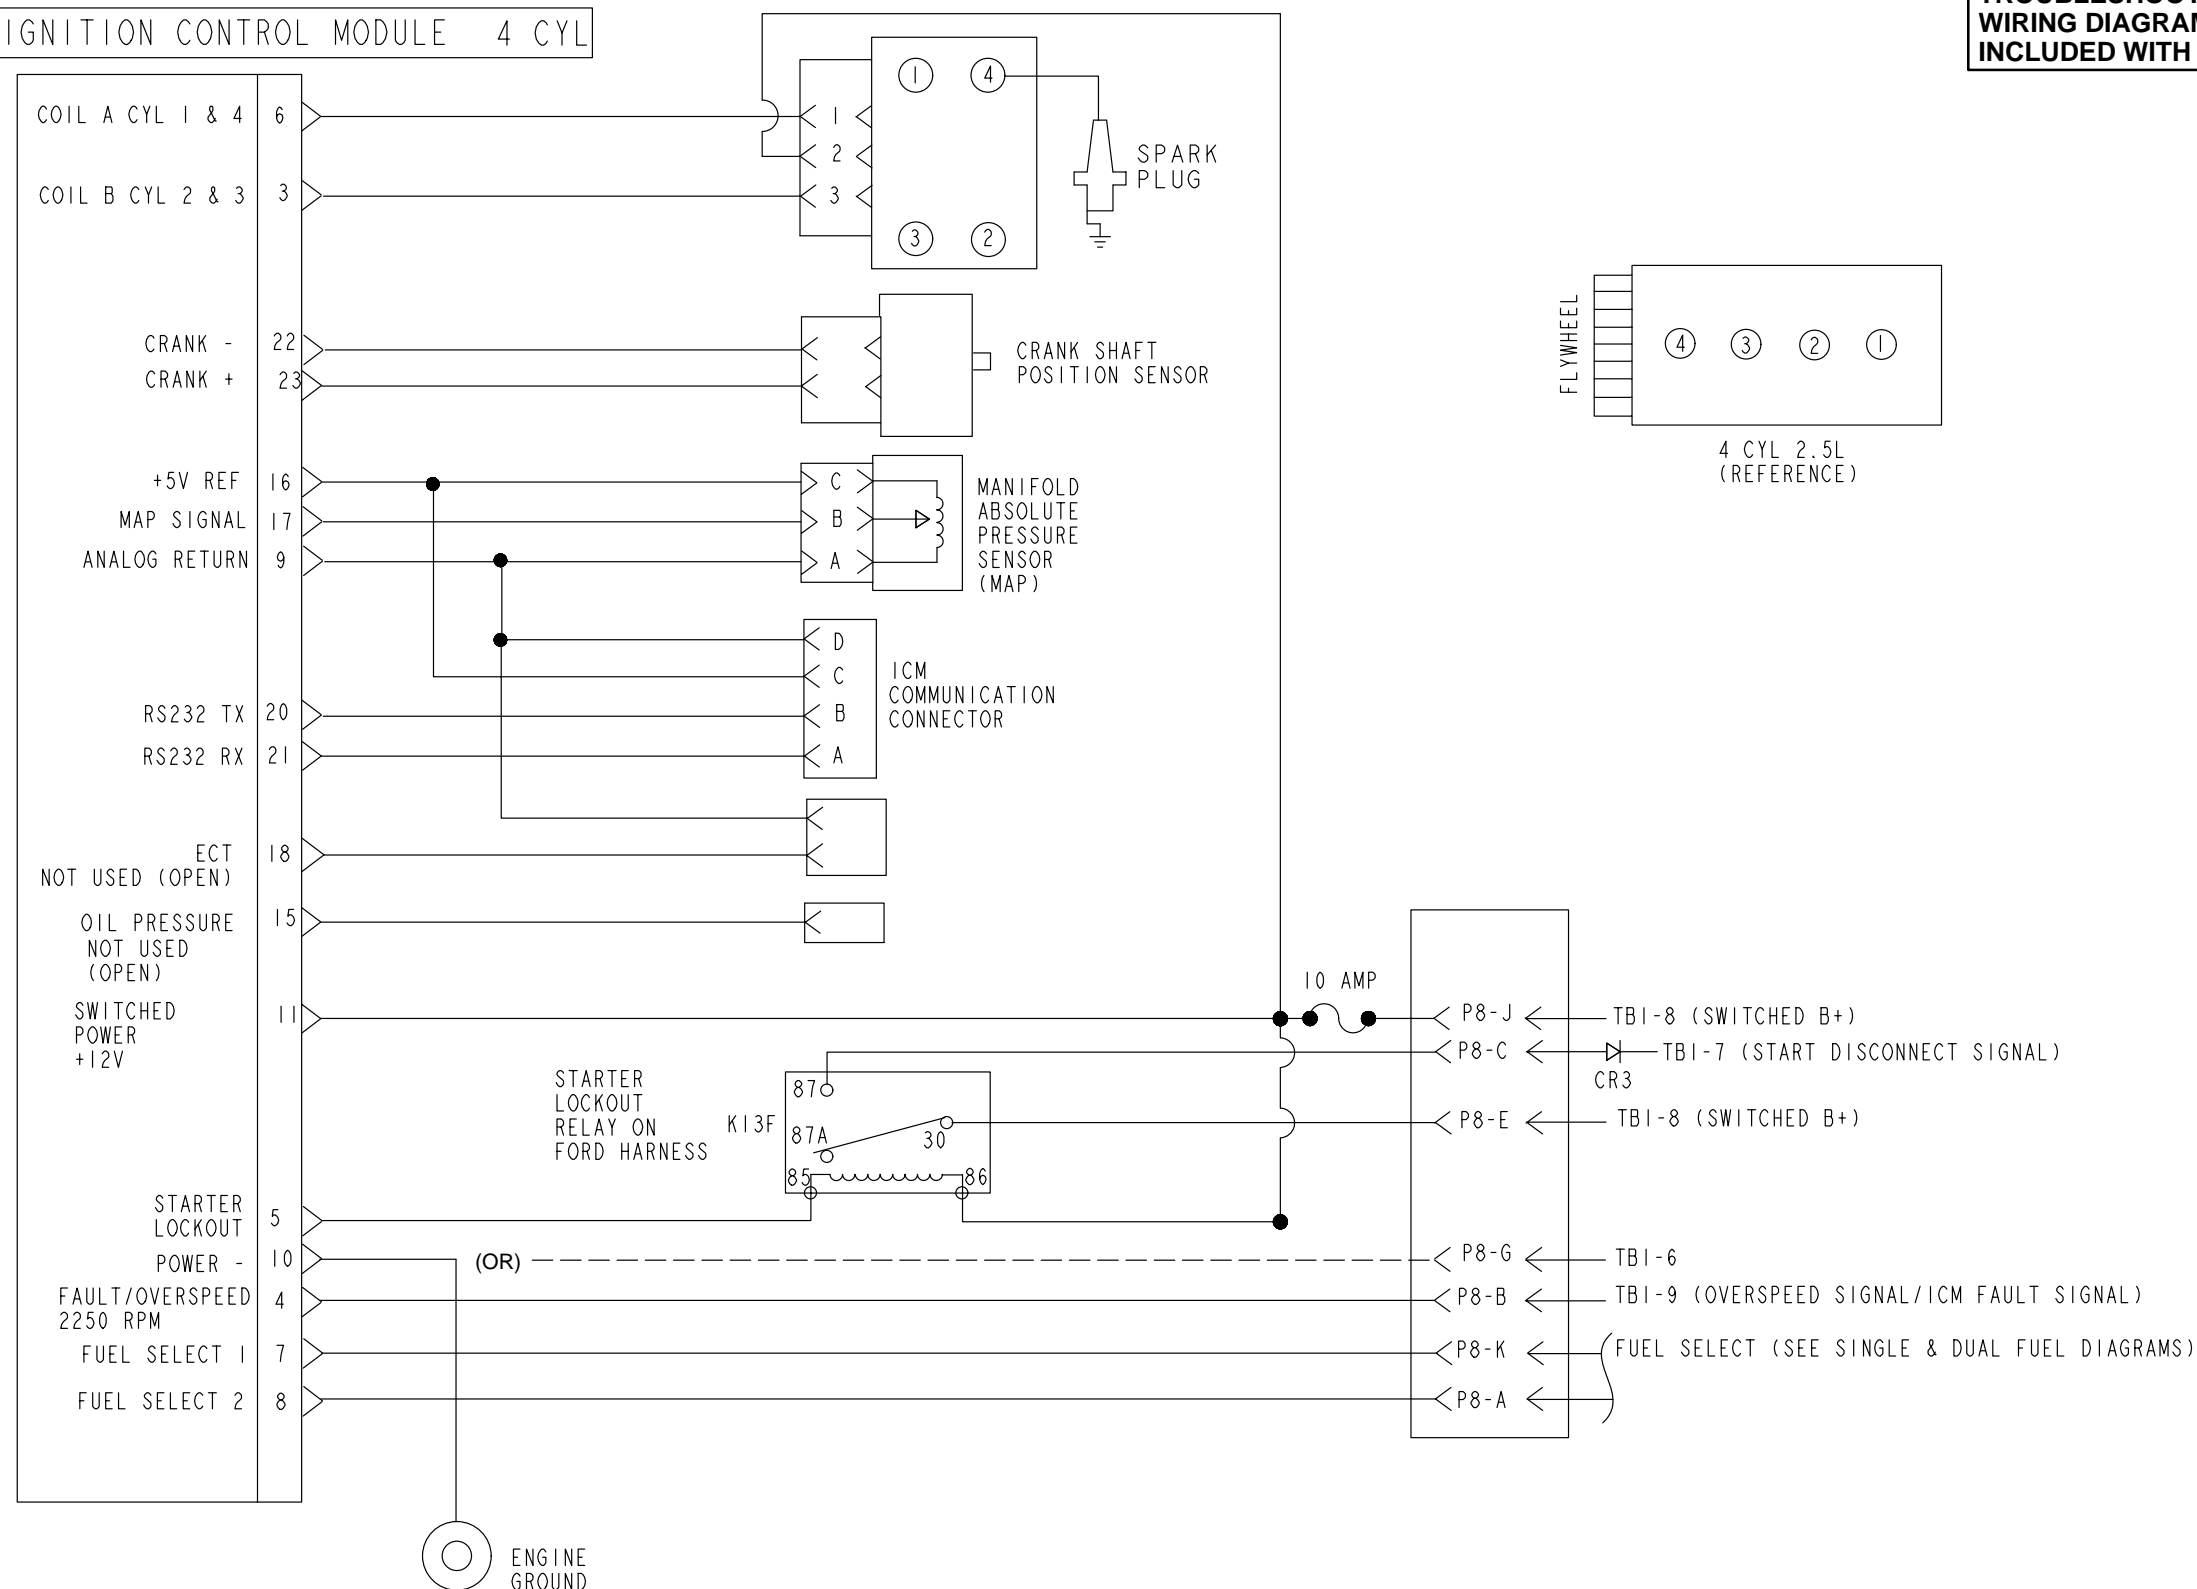 IGNITION CONTROL MODULE 4 CYL
WIRING DIAGRAM
INCLUDED WITH
COIL A CYL 1 & 4 6
COIL B CYL 2 & 3 3
CRANK - 22
CRANK + 23
+5V REF 16
MAP SIGNAL 17
ANALOG RETURN 9
RS232 TX 20
RS232 RX 21
ECT 18
NOT USED (OPEN)
OIL PRESSURE 15
NOT USED
(OPEN)
SWITCHED 11
POWER
+12V
STARTER
LOCKOUT 5
POWER - 10
FAULT/OVERSPEED 4
2250 RPM
FUEL SELECT 1 7
FUEL SELECT 2 8
1
2
3
1 4
3 2
SPARK
PLUG
CRANK SHAFT
POSITION SENSOR
C
B
A
MANIFOLD
ABSOLUTE
PRESSURE
SENSOR
(MAP)
D
C
B
A
ICM
COMMUNICATION
CONNECTOR
FLYWHEEL
4 3 2 1
4 CYL 2.5L
(REFERENCE)
STARTER
LOCKOUT
RELAY ON
FORD HARNESS
K13F
87
87A
30
85 86
(OR)
ENGINE
GROUND
10 AMP
P8-J TB1-8 (SWITCHED B+)
P8-C TB1-7 (START DISCONNECT SIGNAL)
CR3
P8-E TB1-8 (SWITCHED B+)
P8-G TB1-6
P8-B TB1-9 (OVERSPEED SIGNAL/ICM FAULT SIGNAL)
P8-K FUEL SELECT (SEE SINGLE & DUAL FUEL DIAGRAMS)
P8-A